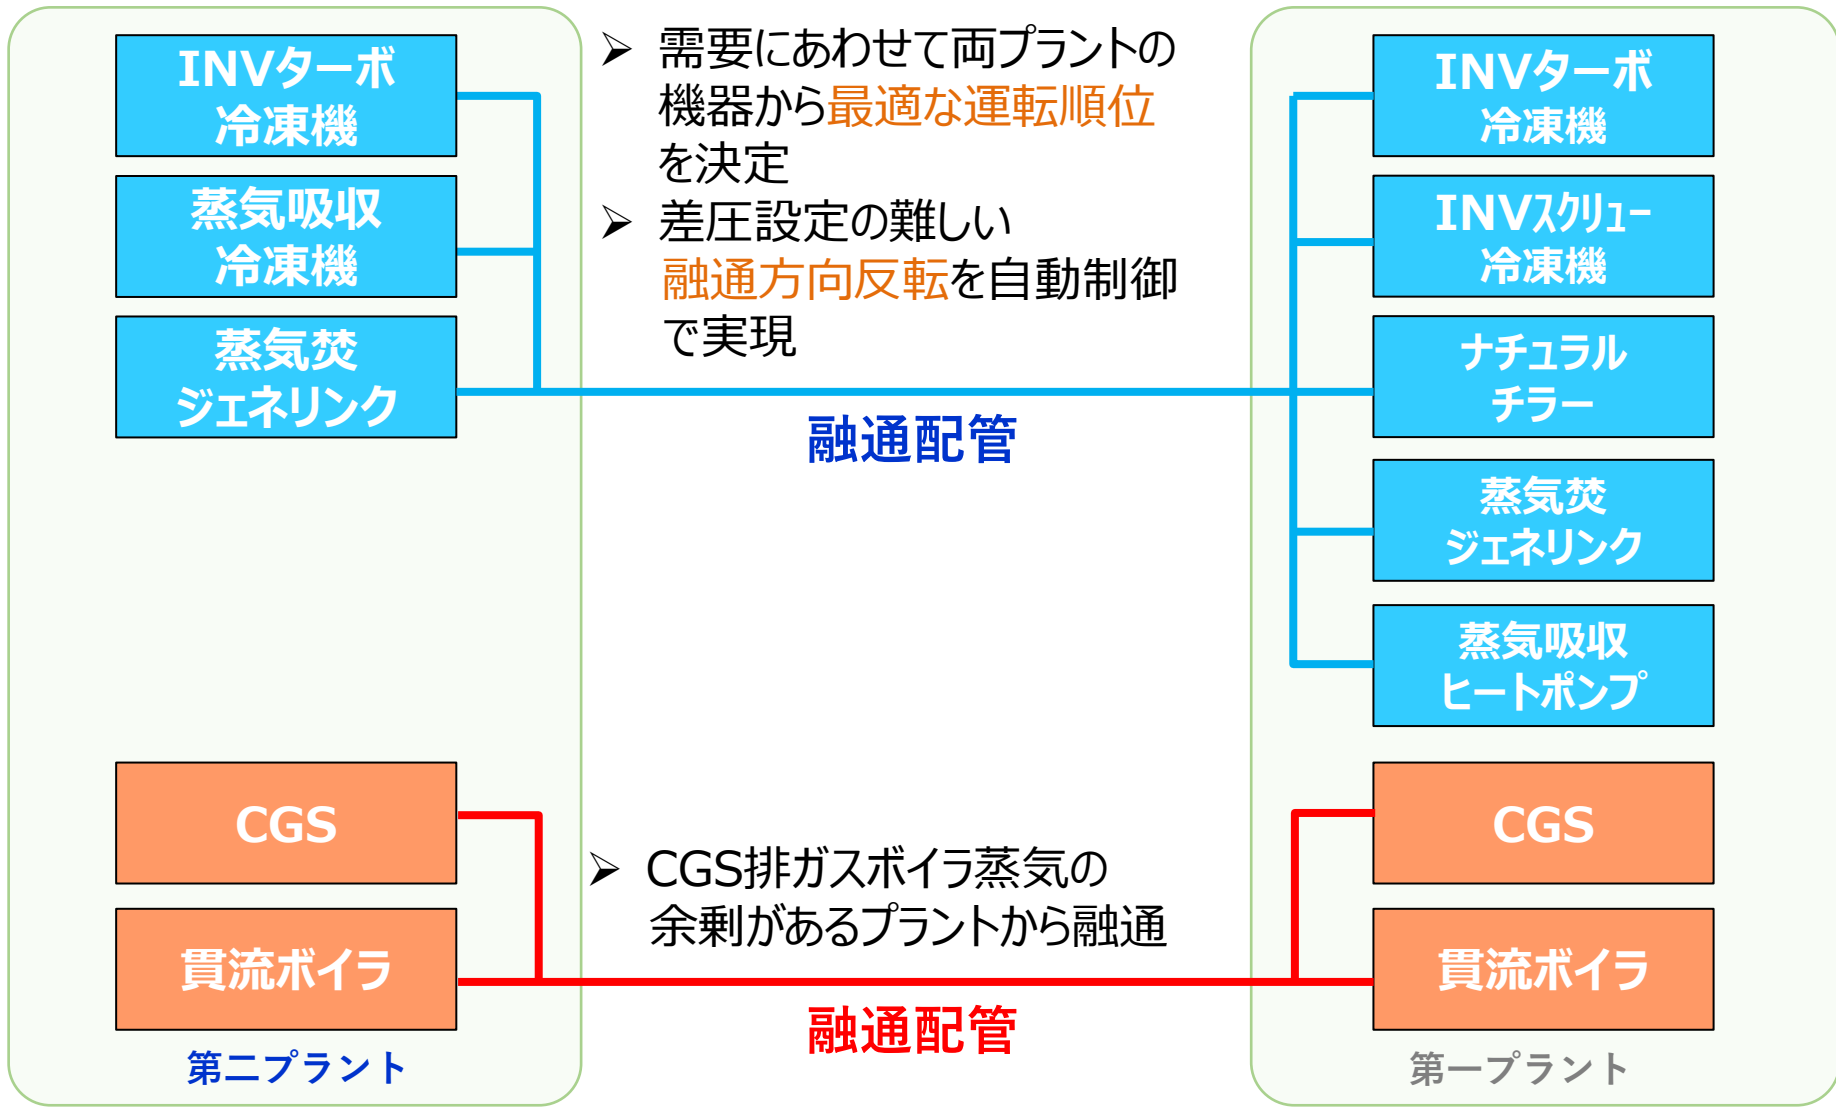 INVターボ
冷凍機
蒸気吸収
冷凍機
蒸気焚
ジェネリンク
CGS
貫流ボイラ
第二プラント
➢ 需要にあわせて両プラントの
機器から最適な運転順位
を決定
➢ 差圧設定の難しい
融通方向反転を自動制御
で実現
融通配管
➢ CGS排ガスボイラ蒸気の
余剰があるプラントから融通
融通配管
INVターボ
冷凍機
INVスクリュー
冷凍機
ナチュラル
チラー
蒸気焚
ジェネリンク
蒸気吸収
ヒートポンプ
CGS
貫流ボイラ
第一プラント